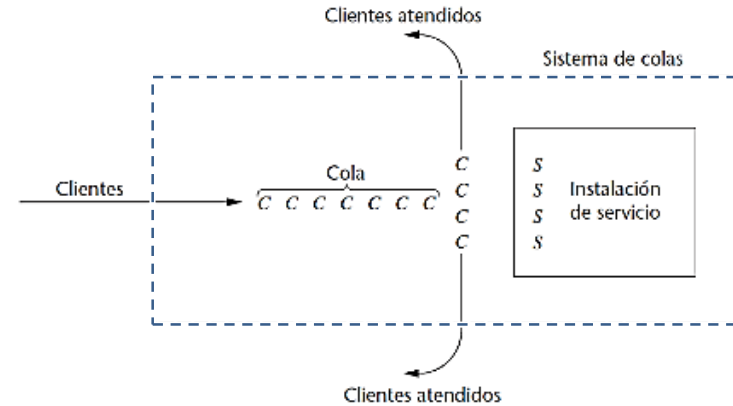 Clientes atendidos
Sistema de colas
Clientes
Cola
C C C C C C C
C
C
C
C
S
S
S
S
Instalación
de servicio
Clientes atendidos